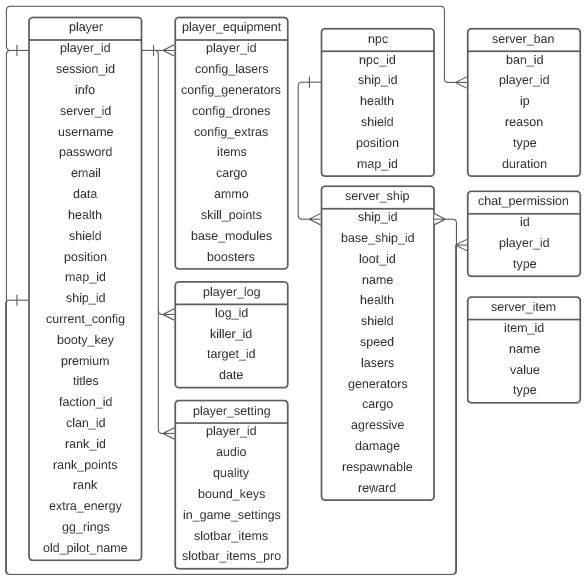 player
player_id
session_id
info
server_id
username
password
email
data
health
shield
position
map_id
ship_id
current_config
booty_key
premium
titles
faction_id
clan_id
rank_id
rank_points
rank
extra_energy
gg_rings
old_pilot_name
player_equipment
player_id
config_lasers
config_generators
config_drones
config_extras
items
cargo
ammo
skill_points
base_modules
boosters
player_log
log_id
killer_id
target_id
date
player_setting
player_id
audio
quality
bound_keys
in_game_settings
slotbar_items
slotbar_items_pro
npc
npc_id
ship_id
health
shield
position
map_id
server_ship
ship_id
base_ship_id
loot_id
name
health
shield
speed
lasers
generators
cargo
agressive
damage
respawnable
reward
server_ban
ban_id
player_id
ip
reason
type
duration
chat_permission
id
player_id
type
server_item
item_id
name
value
type